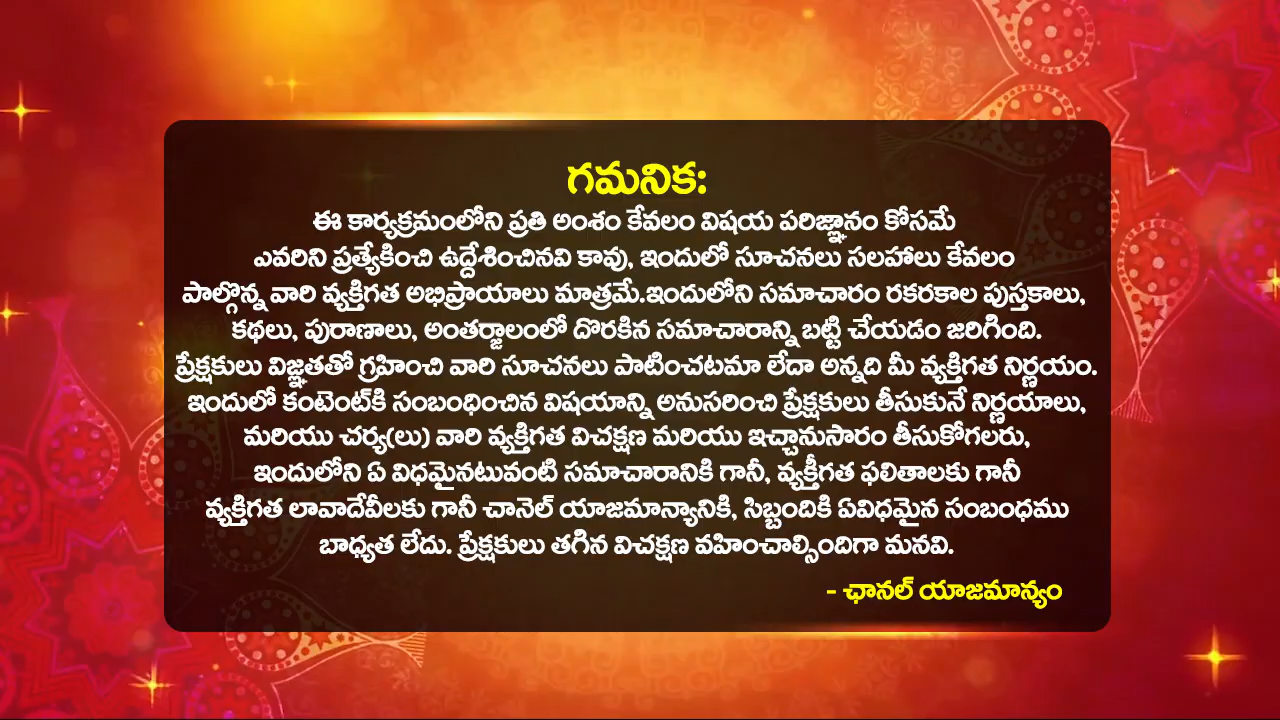 గమనిక:
ఈ కార్యక్రమంలోని ప్రతి అంశం కేవలం విషయ పరిజ్ఞానం కోసమే
ఎవరిని ప్రత్యేకించి ఉద్దేశించినవి కావు, ఇందులో సూచనలు సలహాలు కేవలం
పాల్గొన్న వారి వ్యక్తిగత అభిప్రాయాలు మాత్రమే.ఇందులోని సమాచారం రకరకాల పుస్తకాలు,
కథలు, పురాణాలు, అంతర్జాలంలో దొరకిన సమాచారాన్ని బట్టి చేయడం జరిగింది.
ప్రేక్షకులు విజ్ఞతతో గ్రహించి వారి సూచనలు పాటించటమా లేదా అన్నది మీ వ్యక్తిగత నిర్ణయం.
ఇందులో కంటెంట్‌కి సంబంధించిన విషయాన్ని అనుసరించి ప్రేక్షకులు తీసుకునే నిర్ణయాలు,
మరియు చర్య(లు) వారి వ్యక్తిగత విచక్షణ మరియు ఇచ్ఛానుసారం తీసుకోగలరు,
ఇందులోని ఏ విధమైనటువంటి సమాచారానికి గానీ, వ్యక్తీగత ఫలితాలకు గానీ
వ్యక్తిగత లావాదేవీలకు గానీ చానెల్ యాజమాన్యానికి, సిబ్బందికి ఏవిధమైన సంబంధము
బాధ్యత లేదు. ప్రేక్షకులు తగిన విచక్షణ వహించాల్సిందిగా మనవి.
- ఛానల్ యాజమాన్యం